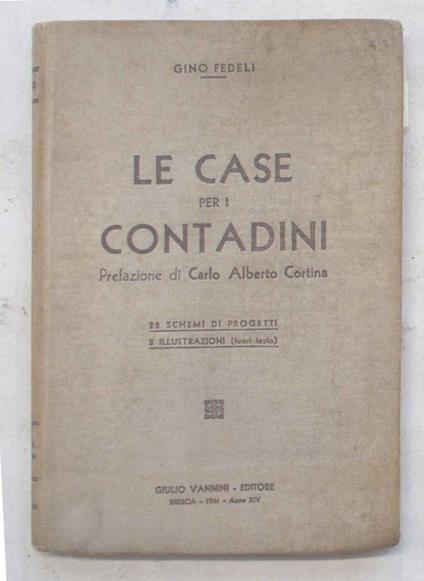 GINO FEDELI
LE CASE
PER I
CONTADINI
Prefazione di Carlo Alberto Cortina
28 SCHEMI DI PROGETTI
8 ILLUSTRAZIONI (fuori testo)
GIULIO VANNINI - EDITORE
BRESCIA - 1936 - Anno XIV